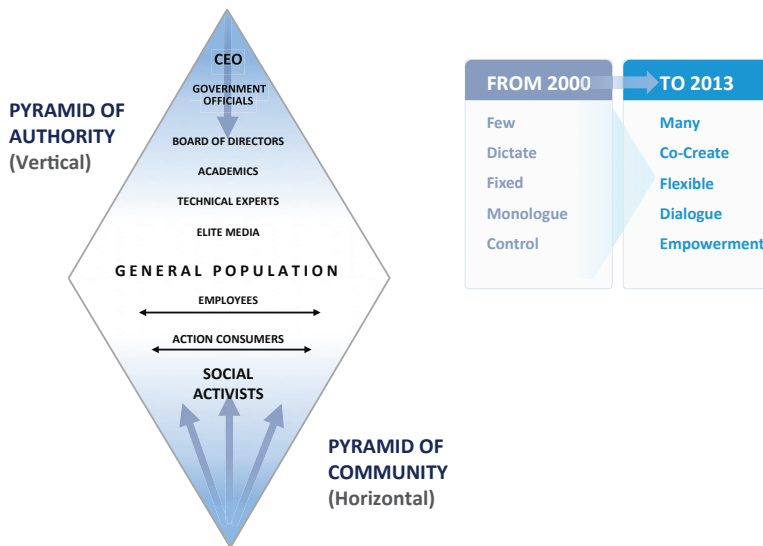 PYRAMID OF
AUTHORITY
(Vertical)
CEO
GOVERNMENT
OFFICIALS
BOARD OF DIRECTORS
ACADEMICS
TECHNICAL EXPERTS
ELITE MEDIA
GENERAL POPULATION
EMPLOYEES
ACTION CONSUMERS
SOCIAL
ACTIVISTS
PYRAMID OF
COMMUNITY
(Horizontal)
FROM 2000
Few
Dictate
Fixed
Monologue
Control
TO 2013
Many
Co-Create
Flexible
Dialogue
Empowerment